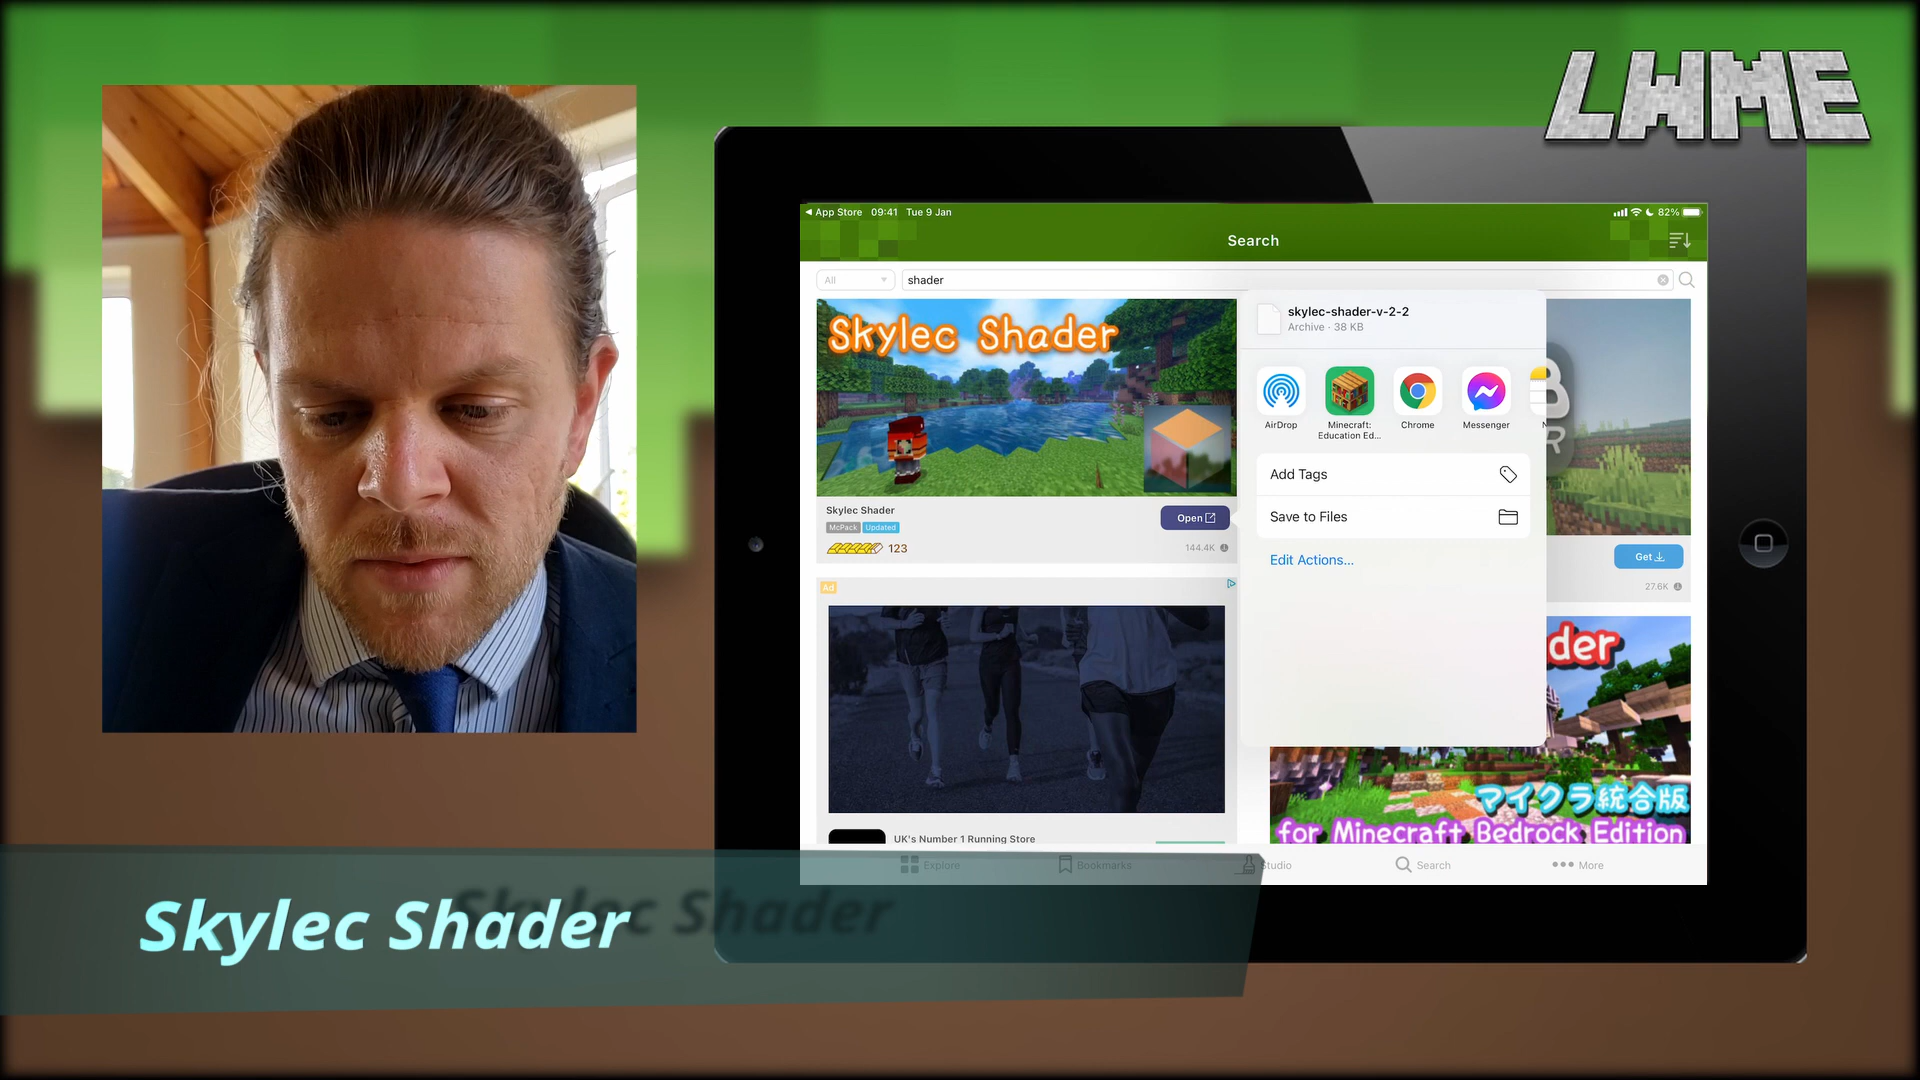 LWME
App Store 09:41 Tue 9 Jan
82%
Search
All
shader
Skylec Shader
skylec-shader-v-2-2
Archive · 38 KB
AirDrop
Minecraft: Education Ed...
Chrome
Messenger
N
Add Tags
Save to Files
Edit Actions...
Skylec Shader
McPack Updated
Open
123
144.4K
B
R
Get
27.6K
Ad
der
マイクラ統合版
for Minecraft Bedrock Edition
UK's Number 1 Running Store
Explore
Bookmarks
Studio
Search
More
Skylec Shader
Skylec Shader